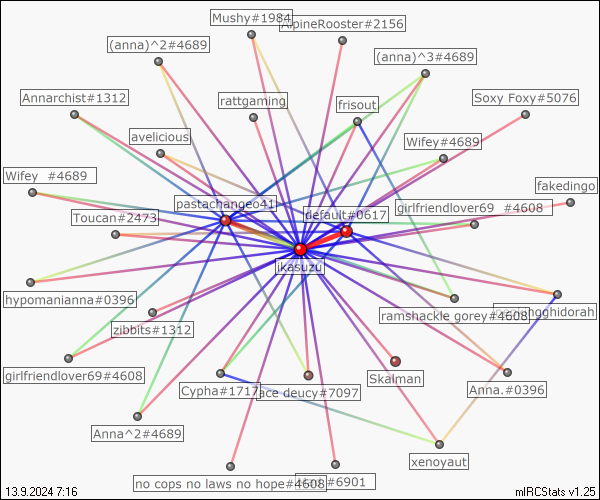 Mushy#1984
AlpineRooster#2156
(anna)^2#4689
(anna)^3#4689
Annarchist#1312
rattgaming
frisout
Soxy Foxy#5076
avelicious
Wifey#4689
Wifey #4689
fakedingo
pastachangeo41
default#0617
girlfriendlover69 #4608
Toucan#2473
ikasuzu
hypomanianna#0396
zibbits#1312
ramshackle gorey#4608
ghidorah
girlfriendlover69#4608
Skalman
Cypha#1717
ace deucy#7097
Anna.#0396
Anna^2#4689
xenoyaut
no cops no laws no hope#4608
#6901
13.9.2024 7:16
mIRCStats v1.25